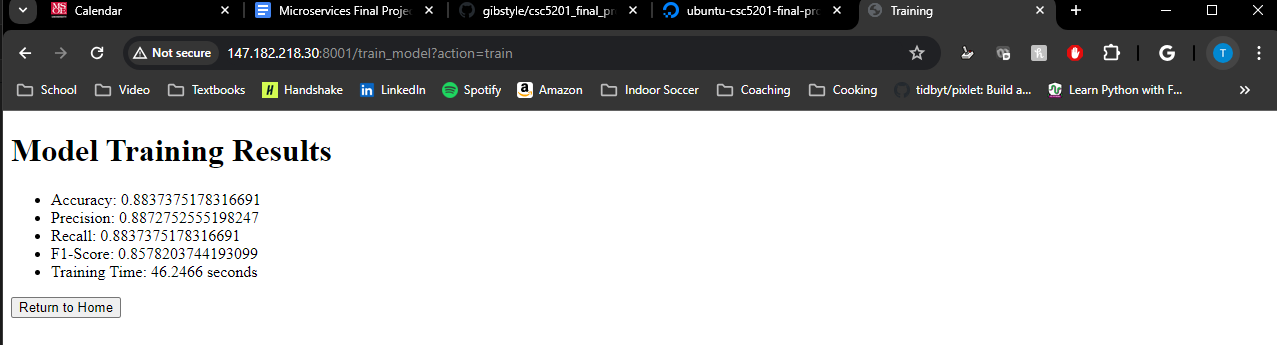 Calendar
Microservices Final Proje
gibstyle/csc5201_final_pr
ubuntu-csc5201-final-pro
Training
Not secure
147.182.218.30:8001/train_model?action=train
T
School
Video
Textbooks
Handshake
LinkedIn
Spotify
Amazon
Indoor Soccer
Coaching
Cooking
tidbyt/pixlet: Build a...
Learn Python with F...
Model Training Results
Accuracy: 0.8837375178316691
Precision: 0.8872752555198247
Recall: 0.8837375178316691
F1-Score: 0.8578203744193099
Training Time: 46.2466 seconds
Return to Home